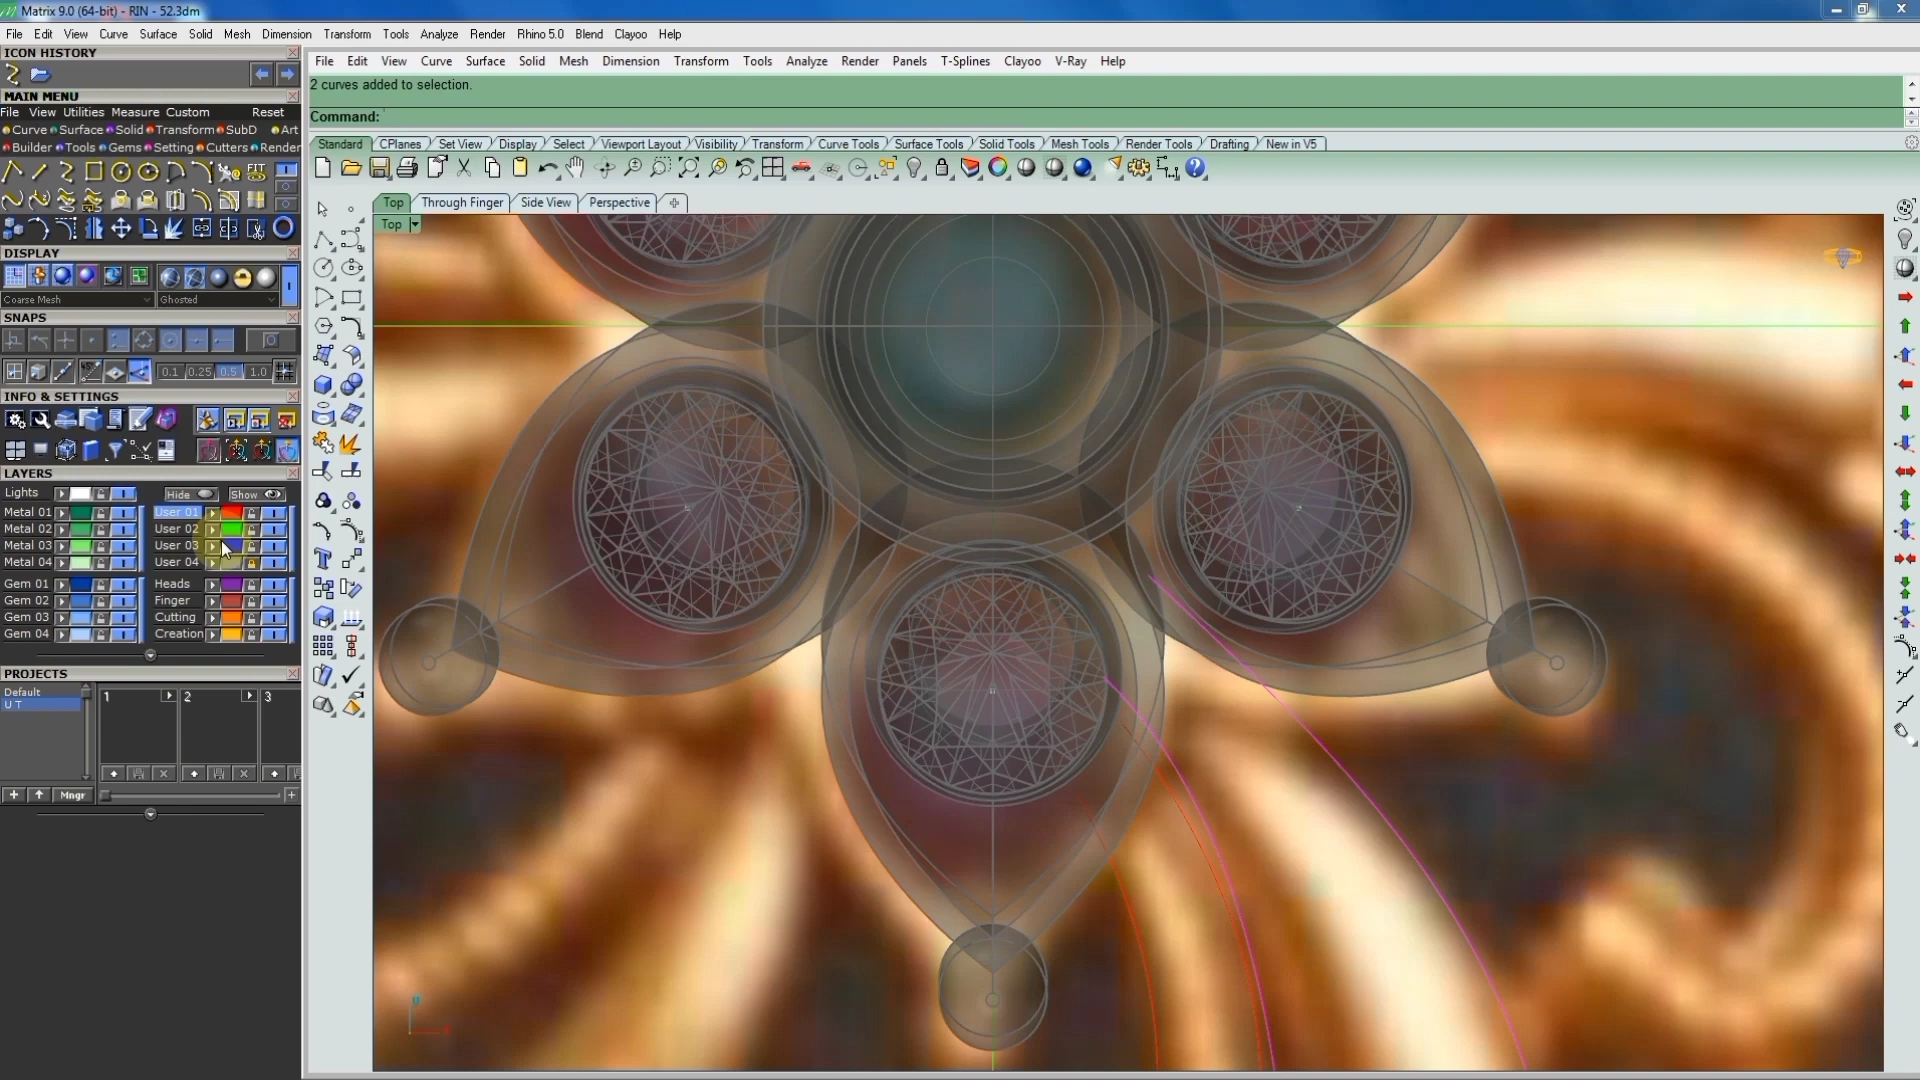 Matrix 9.0 (64-bit) - RIN - 52.3dm
File Edit View Curve Surface Solid Mesh Dimension Transform Tools Analyze Render Rhino 5.0 Blend Clayoo Help
ICON HISTORY
MAIN MENU
File View Utilities Measure Custom Reset
Curve Surface Solid Transform SubD Art
Builder Tools Gems Setting Cutters Render
DISPLAY
Coarse Mesh Ghosted
SNAPS
0.1 0.25 0.5 1.0
INFO & SETTINGS
LAYERS
Lights Hide Show
Metal 01 User 01
Metal 02 User 02
Metal 03 User 03
Metal 04 User 04
Gem 01 Heads
Gem 02 Finger
Gem 03 Cutting
Gem 04 Creation
PROJECTS
Default 1 2 3
U T
Mngr
File Edit View Curve Surface Solid Mesh Dimension Transform Tools Analyze Render Panels T-Splines Clayoo V-Ray Help
2 curves added to selection.
Command:
Standard CPlanes Set View Display Select Viewport Layout Visibility Transform Curve Tools Surface Tools Solid Tools Mesh Tools Render Tools Drafting New in V5
Top Through Finger Side View Perspective
Top